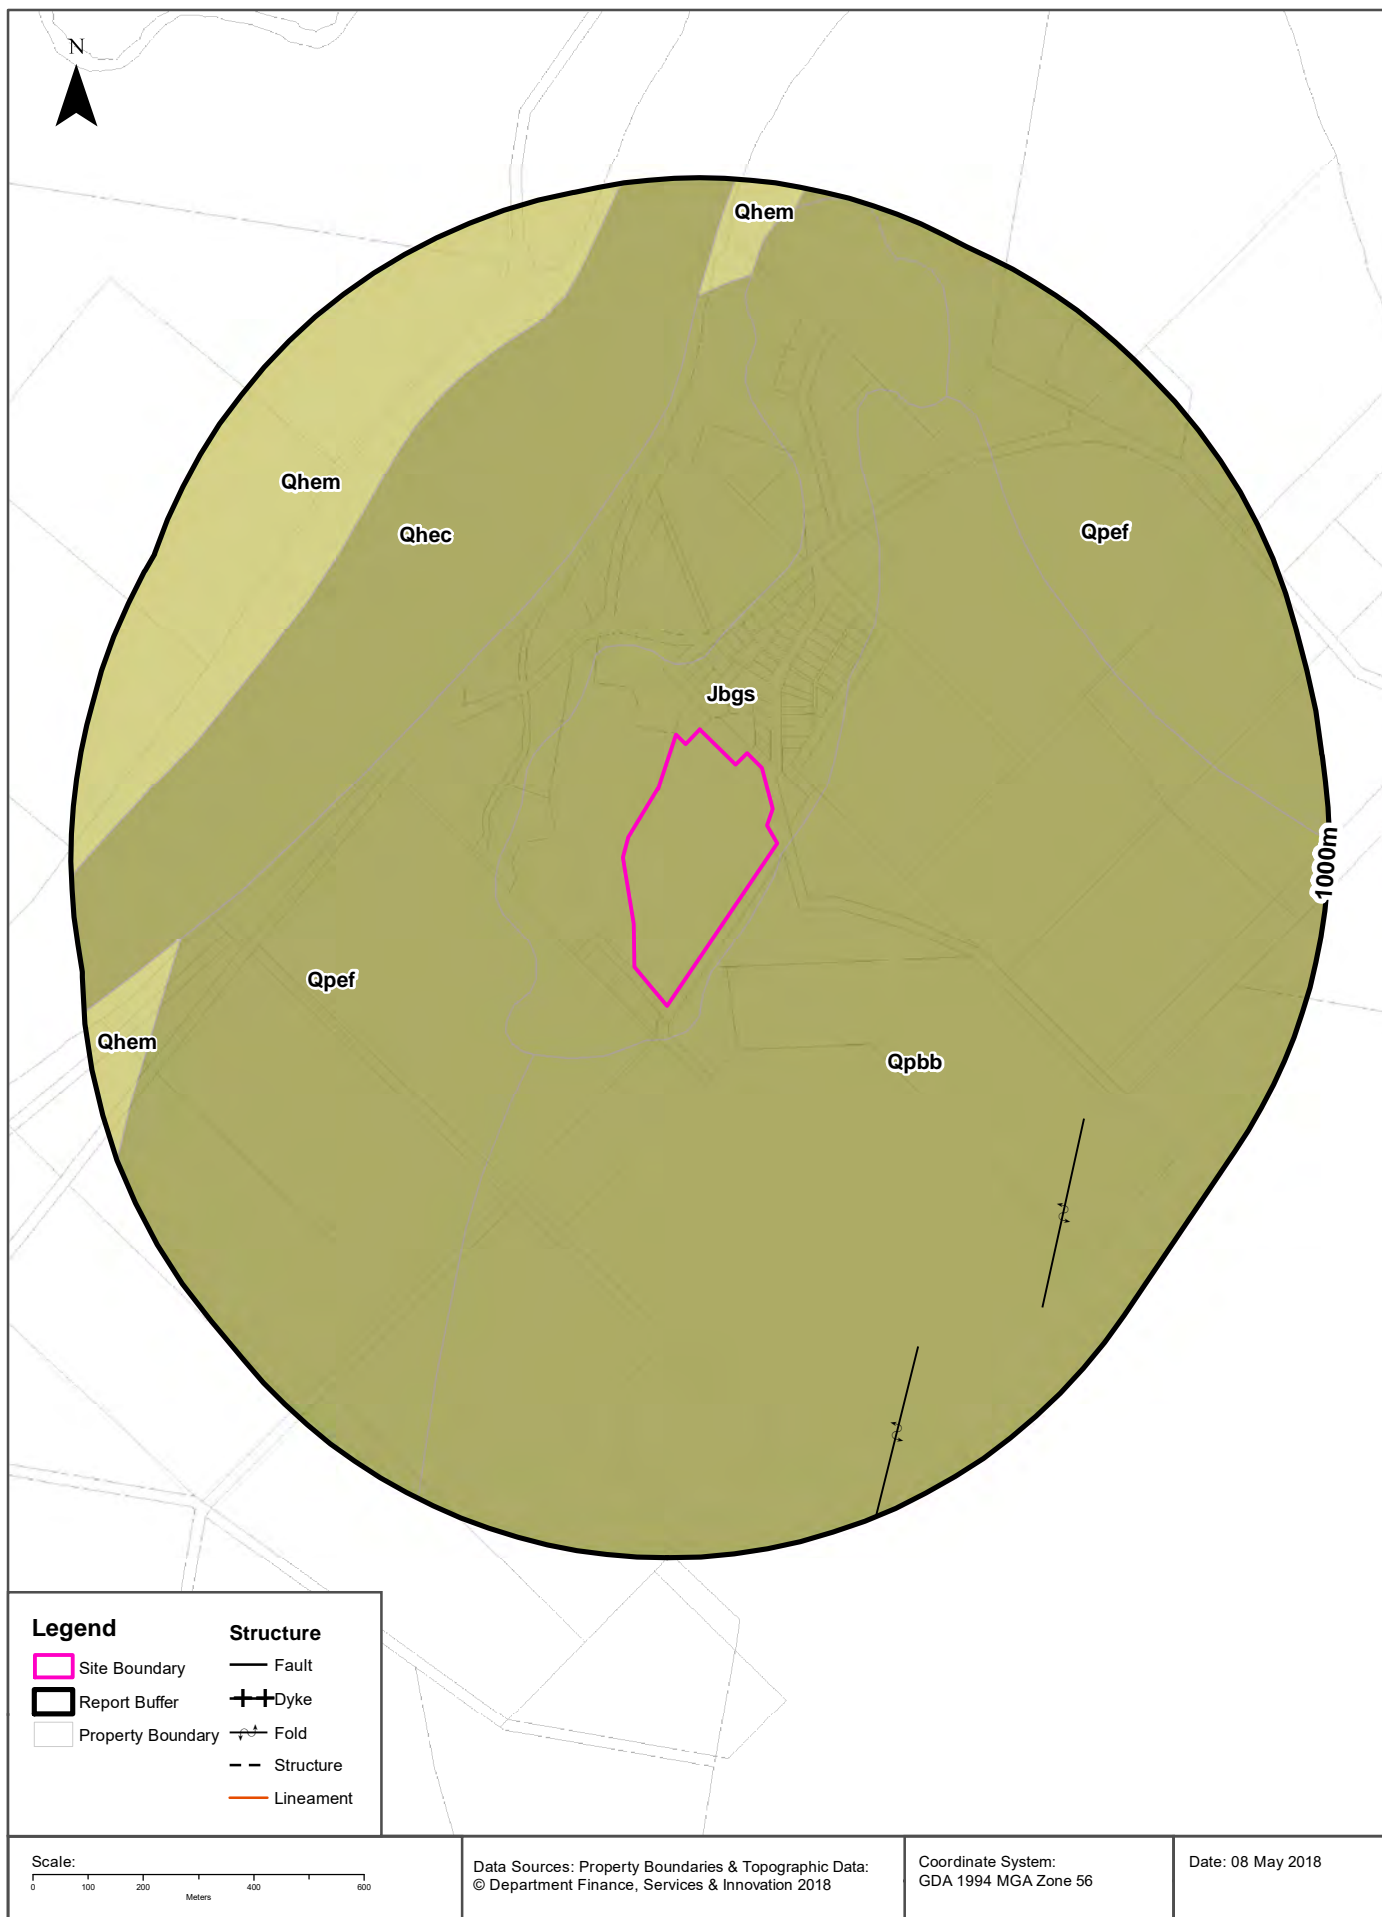 N
Qhem
Qhem
Qhec
Qpef
Jbgs
1000m
Qpef
Qhem
Qpbb
Legend
Site Boundary
Report Buffer
Property Boundary
Structure
Fault
Dyke
Fold
Structure
Lineament
Scale:
0 100 200 400 600
Meters
Data Sources: Property Boundaries & Topographic Data:
© Department Finance, Services & Innovation 2018
Coordinate System:
GDA 1994 MGA Zone 56
Date: 08 May 2018